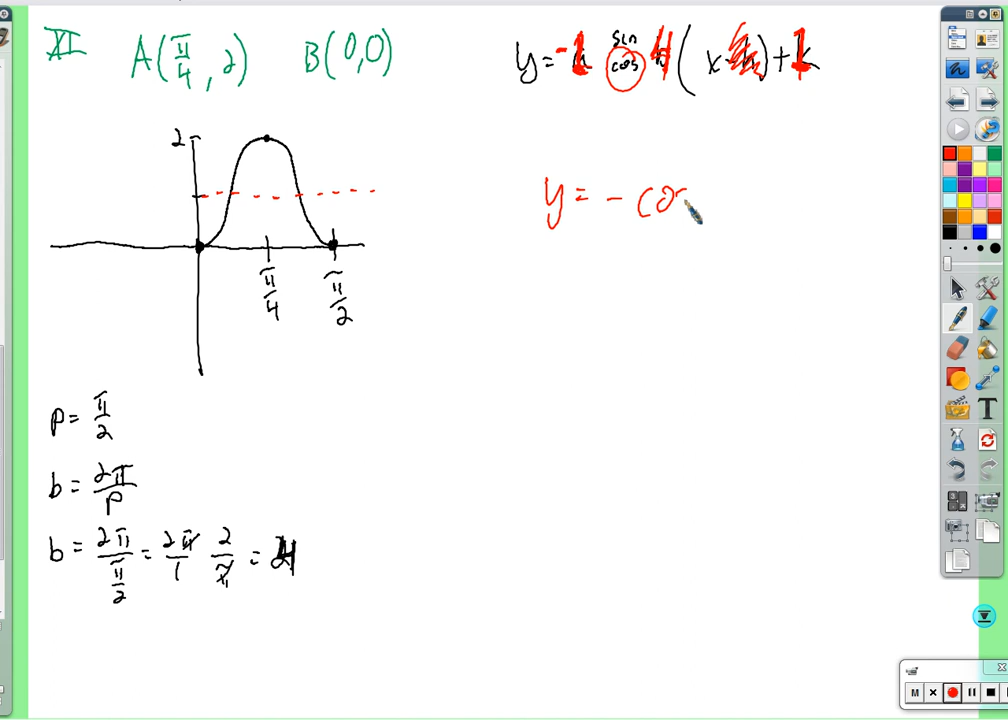 XI A(π/4, 2) B(0,0)
y = -1 sin cos 4(x-h)+1
2
y = - cos
π/4 π/2
p = π/2
b = 2π/p
b = 2π/(π/2) = 2π/1 2/π = 4
T
M